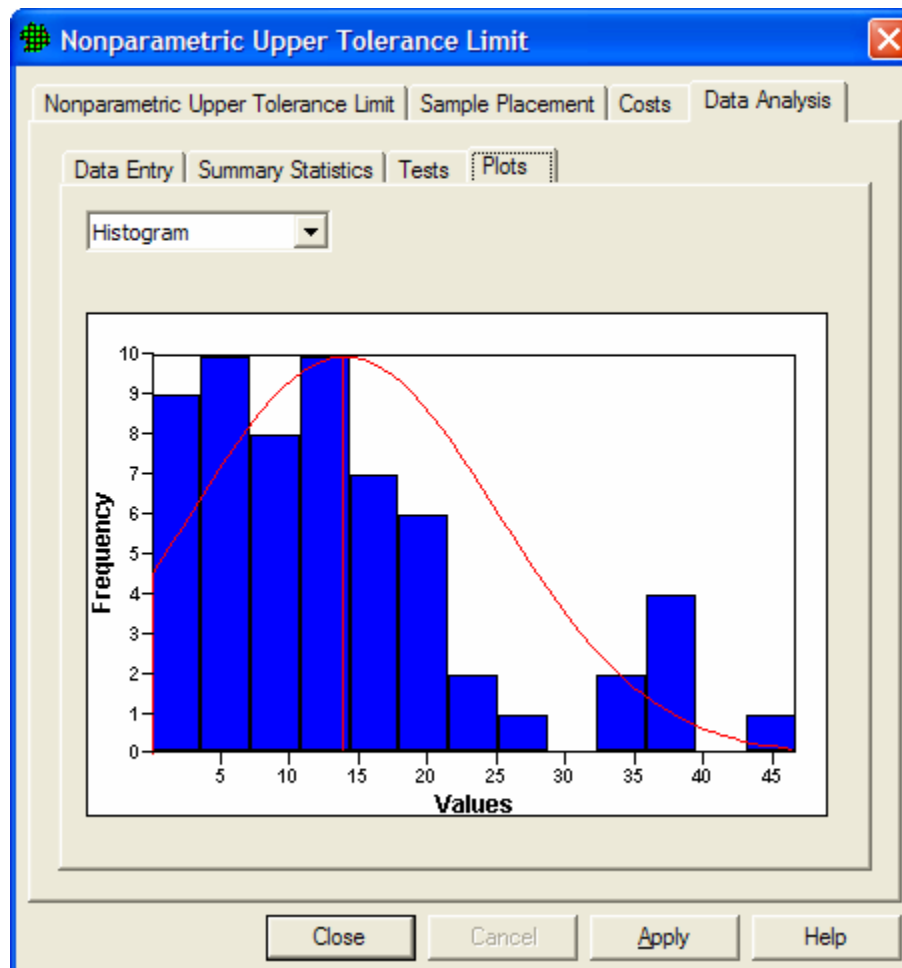 Nonparametric Upper Tolerance Limit
Nonparametric Upper Tolerance Limit Sample Placement Costs Data Analysis
Data Entry Summary Statistics Tests Plots
Histogram
10
9
8
7
6
5
4
3
2
1
0
Frequency
5 10 15 20 25 30 35 40 45
Values
Close Cancel Apply Help